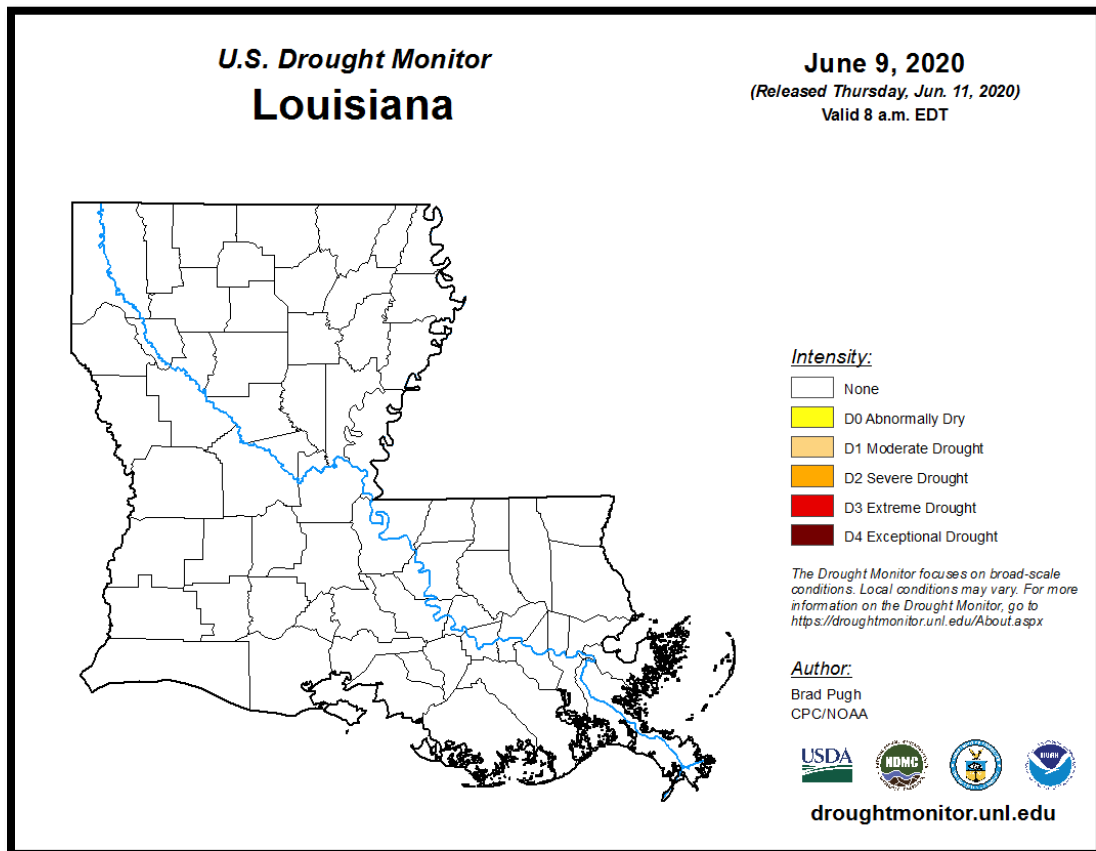 U.S. Drought Monitor
Louisiana
June 9, 2020
(Released Thursday, Jun. 11, 2020)
Valid 8 a.m. EDT
Intensity:
None
D0 Abnormally Dry
D1 Moderate Drought
D2 Severe Drought
D3 Extreme Drought
D4 Exceptional Drought
The Drought Monitor focuses on broad-scale
conditions. Local conditions may vary. For more
information on the Drought Monitor, go to
https://droughtmonitor.unl.edu/About.aspx
Author:
Brad Pugh
CPC/NOAA
USDA
NDMC
NOAA
droughtmonitor.unl.edu